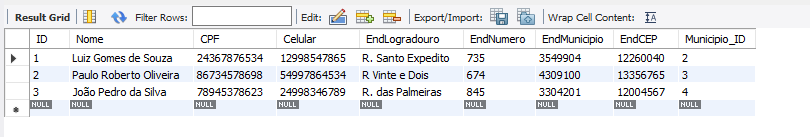 Result Grid Filter Rows: Edit: Export/Import: Wrap Cell Content: IA
ID Nome CPF Celular EndLogradouro EndNumero EndMunicipio EndCEP Municipio_ID
1 Luiz Gomes de Souza 24367876534 12998547865 R. Santo Expedito 735 3549904 12260040 2
2 Paulo Roberto Oliveira 86734578698 54997864534 R Vinte e Dois 674 4309100 13356765 3
3 João Pedro da Silva 78945378623 24998346789 R. das Palmeiras 845 3304201 12004567 4
NULL NULL NULL NULL NULL NULL NULL NULL NULL